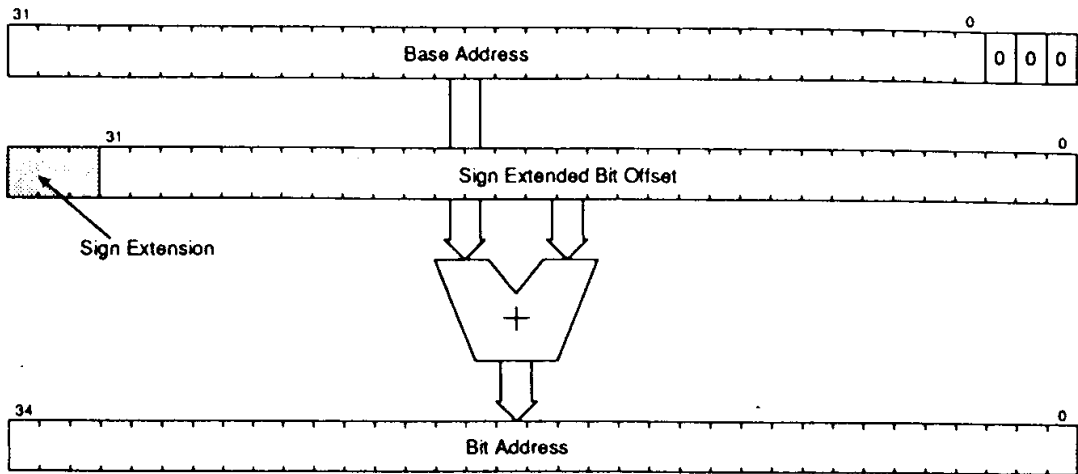 31 0
Base Address 0 0 0
31 0
Sign Extended Bit Offset
Sign Extension
+
34 0
Bit Address